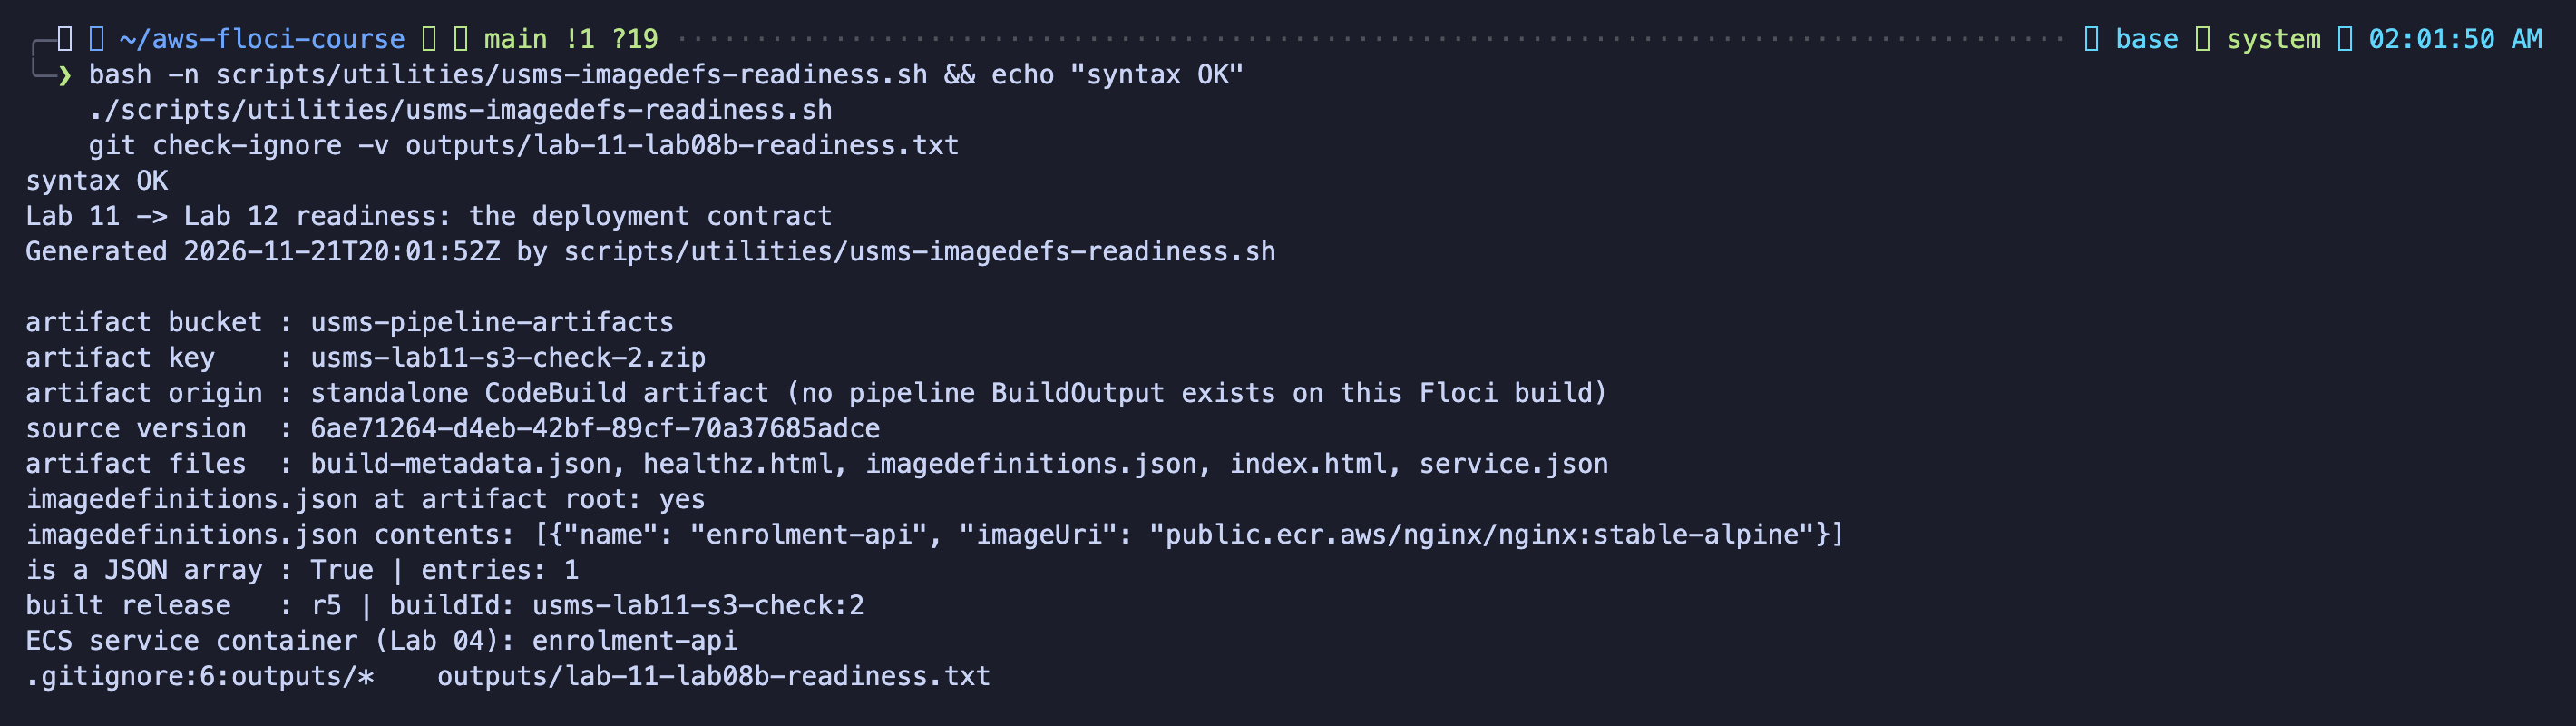 ~/aws-floci-course main !1 ?19 base system 02:01:50 AM
❯ bash -n scripts/utilities/usms-imagedefs-readiness.sh && echo "syntax OK"
./scripts/utilities/usms-imagedefs-readiness.sh
git check-ignore -v outputs/lab-11-lab08b-readiness.txt
syntax OK
Lab 11 -> Lab 12 readiness: the deployment contract
Generated 2026-11-21T20:01:52Z by scripts/utilities/usms-imagedefs-readiness.sh
artifact bucket : usms-pipeline-artifacts
artifact key    : usms-lab11-s3-check-2.zip
artifact origin : standalone CodeBuild artifact (no pipeline BuildOutput exists on this Floci build)
source version  : 6ae71264-d4eb-42bf-89cf-70a37685adce
artifact files  : build-metadata.json, healthz.html, imagedefinitions.json, index.html, service.json
imagedefinitions.json at artifact root: yes
imagedefinitions.json contents: [{"name": "enrolment-api", "imageUri": "public.ecr.aws/nginx/nginx:stable-alpine"}]
is a JSON array : True | entries: 1
built release   : r5 | buildId: usms-lab11-s3-check:2
ECS service container (Lab 04): enrolment-api
.gitignore:6:outputs/*    outputs/lab-11-lab08b-readiness.txt